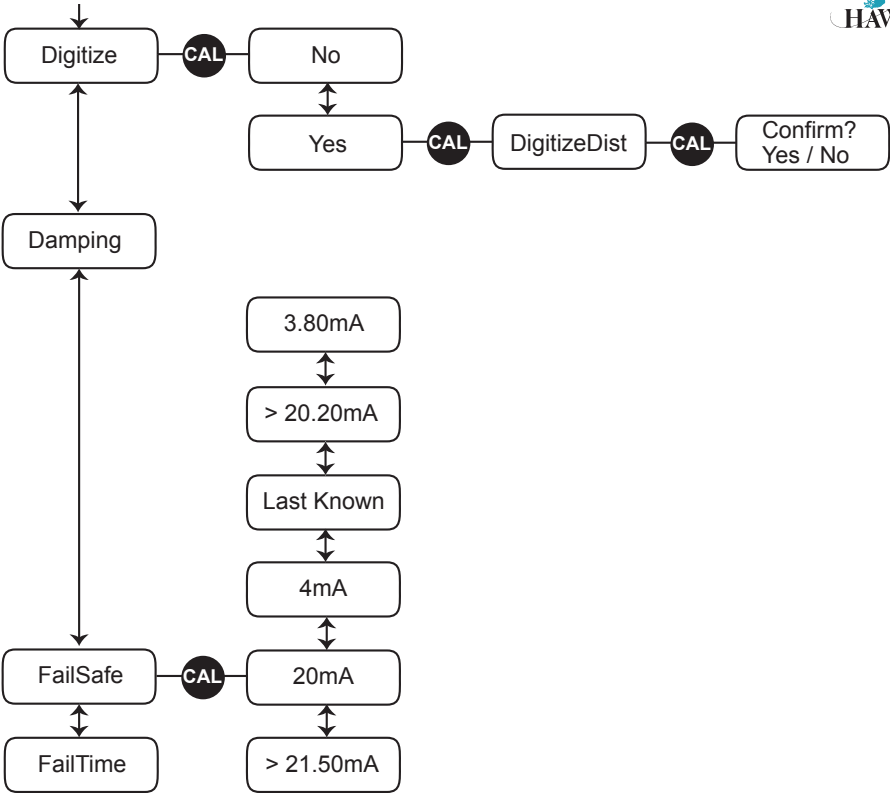 HAW
Digitize
CAL
No
Yes
CAL
DigitizeDist
CAL
Confirm?
Yes / No
Damping
3.80mA
> 20.20mA
Last Known
4mA
FailSafe
CAL
20mA
FailTime
> 21.50mA